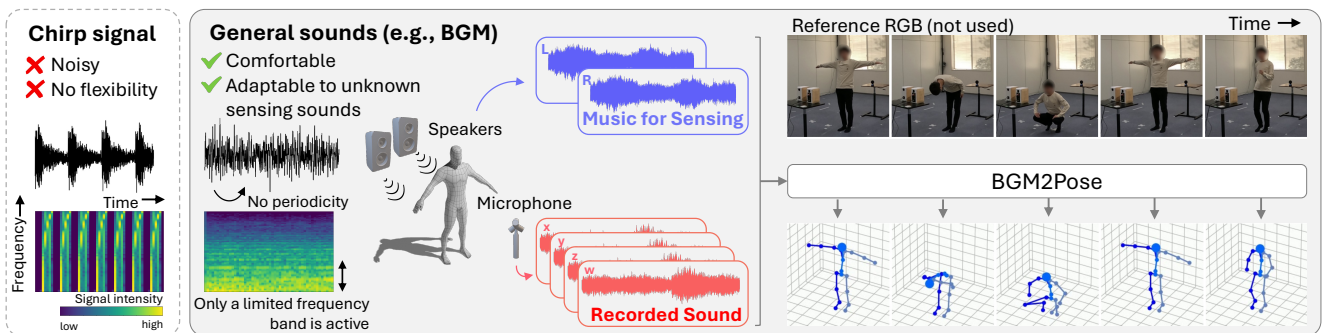 Chirp signal
Noisy
No flexibility
Time
Frequency
Signal intensity
low
high
General sounds (e.g., BGM)
Comfortable
Adaptable to unknown
sensing sounds
No periodicity
Only a limited frequency
band is active
Speakers
Microphone
L
R
Music for Sensing
x
y
z
w
Recorded Sound
Reference RGB (not used)
Time
BGM2Pose